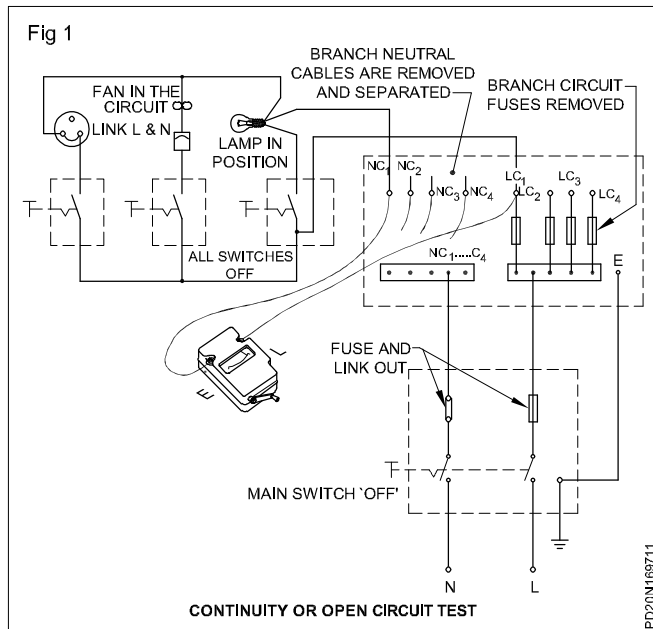 Fig 1
BRANCH NEUTRAL
CABLES ARE REMOVED
AND SEPARATED
BRANCH CIRCUIT
FUSES REMOVED
FAN IN THE
CIRCUIT
LINK L & N
LAMP IN
POSITION
NC1
NC2
NC3
NC4
LC1
LC2
LC3
LC4
ALL SWITCHES
OFF
NC1.....C4
E
L
E
FUSE AND
LINK OUT
MAIN SWITCH `OFF'
N
L
CONTINUITY OR OPEN CIRCUIT TEST
PD20N169711